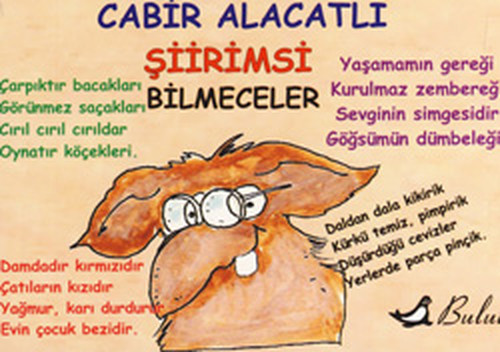 CABİR ALACATLI
ŞİİRİMSİ
BİLMECELER
Çarpıktır bacakları
Görünmez saçakları
Cırıl cırıl cırıldar
Oynatır köçekleri.
Yaşamamın gereği
Kurulmaz zembereğ
Sevginin simgesidir
Göğsümün dümbeleği
Daldan dala kikirik
Kürkü temiz, pimpirik
Düşürdüğü cevizler
Yerlerde parça pinçik.
Damdadır kırmızıdır
Çatıların kızıdır
Yağmur, karı durdurur
Evin çocuk bezidir.
Bulu